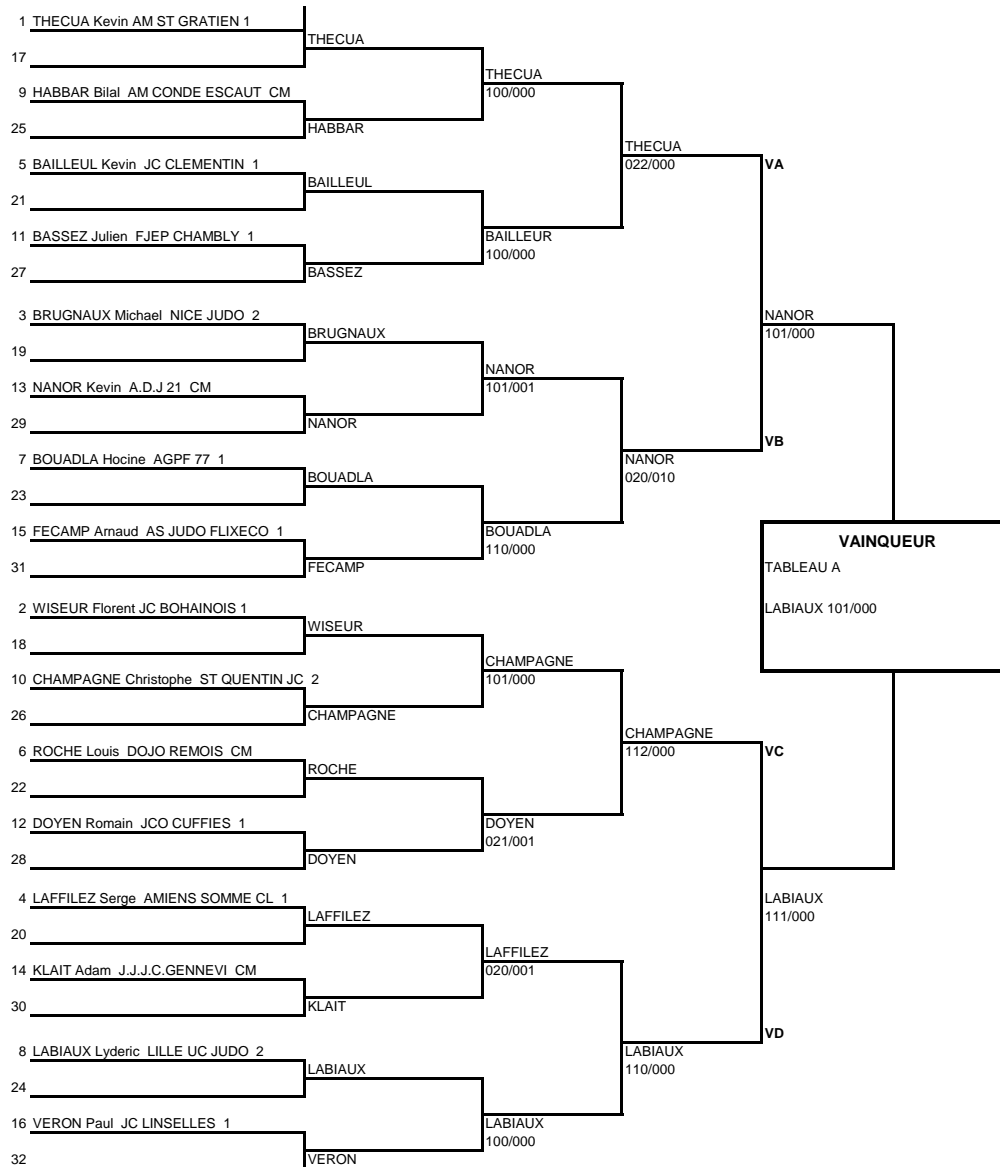 1 THECUA Kevin AM ST GRATIEN 1
THECUA
17
THECUA
100/000
9 HABBAR Bilal AM CONDE ESCAUT CM
25
HABBAR
THECUA
022/000
VA
5 BAILLEUL Kevin JC CLEMENTIN 1
BAILLEUL
21
11 BASSEZ Julien FJEP CHAMBLY 1
BAILLEUR
100/000
27
BASSEZ
3 BRUGNAUX Michael NICE JUDO 2
NANOR
101/000
BRUGNAUX
19
NANOR
101/001
13 NANOR Kevin A.D.J 21 CM
29
NANOR
VB
7 BOUADLA Hocine AGPF 77 1
NANOR
020/010
BOUADLA
23
15 FECAMP Arnaud AS JUDO FLIXECO 1
BOUADLA
110/000
31
FECAMP
VAINQUEUR
TABLEAU A
LABIAUX 101/000
2 WISEUR Florent JC BOHAINOIS 1
WISEUR
18
CHAMPAGNE
101/000
10 CHAMPAGNE Christophe ST QUENTIN JC 2
26
CHAMPAGNE
CHAMPAGNE
112/000
VC
6 ROCHE Louis DOJO REMOIS CM
ROCHE
22
12 DOYEN Romain JCO CUFFIES 1
DOYEN
021/001
28
DOYEN
4 LAFFILEZ Serge AMIENS SOMME CL 1
LABIAUX
111/000
LAFFILEZ
20
LAFFILEZ
020/001
14 KLAIT Adam J.J.J.C.GENNEVI CM
30
KLAIT
VD
8 LABIAUX Lyderic LILLE UC JUDO 2
LABIAUX
110/000
LABIAUX
24
16 VERON Paul JC LINSELLES 1
LABIAUX
100/000
32
VERON